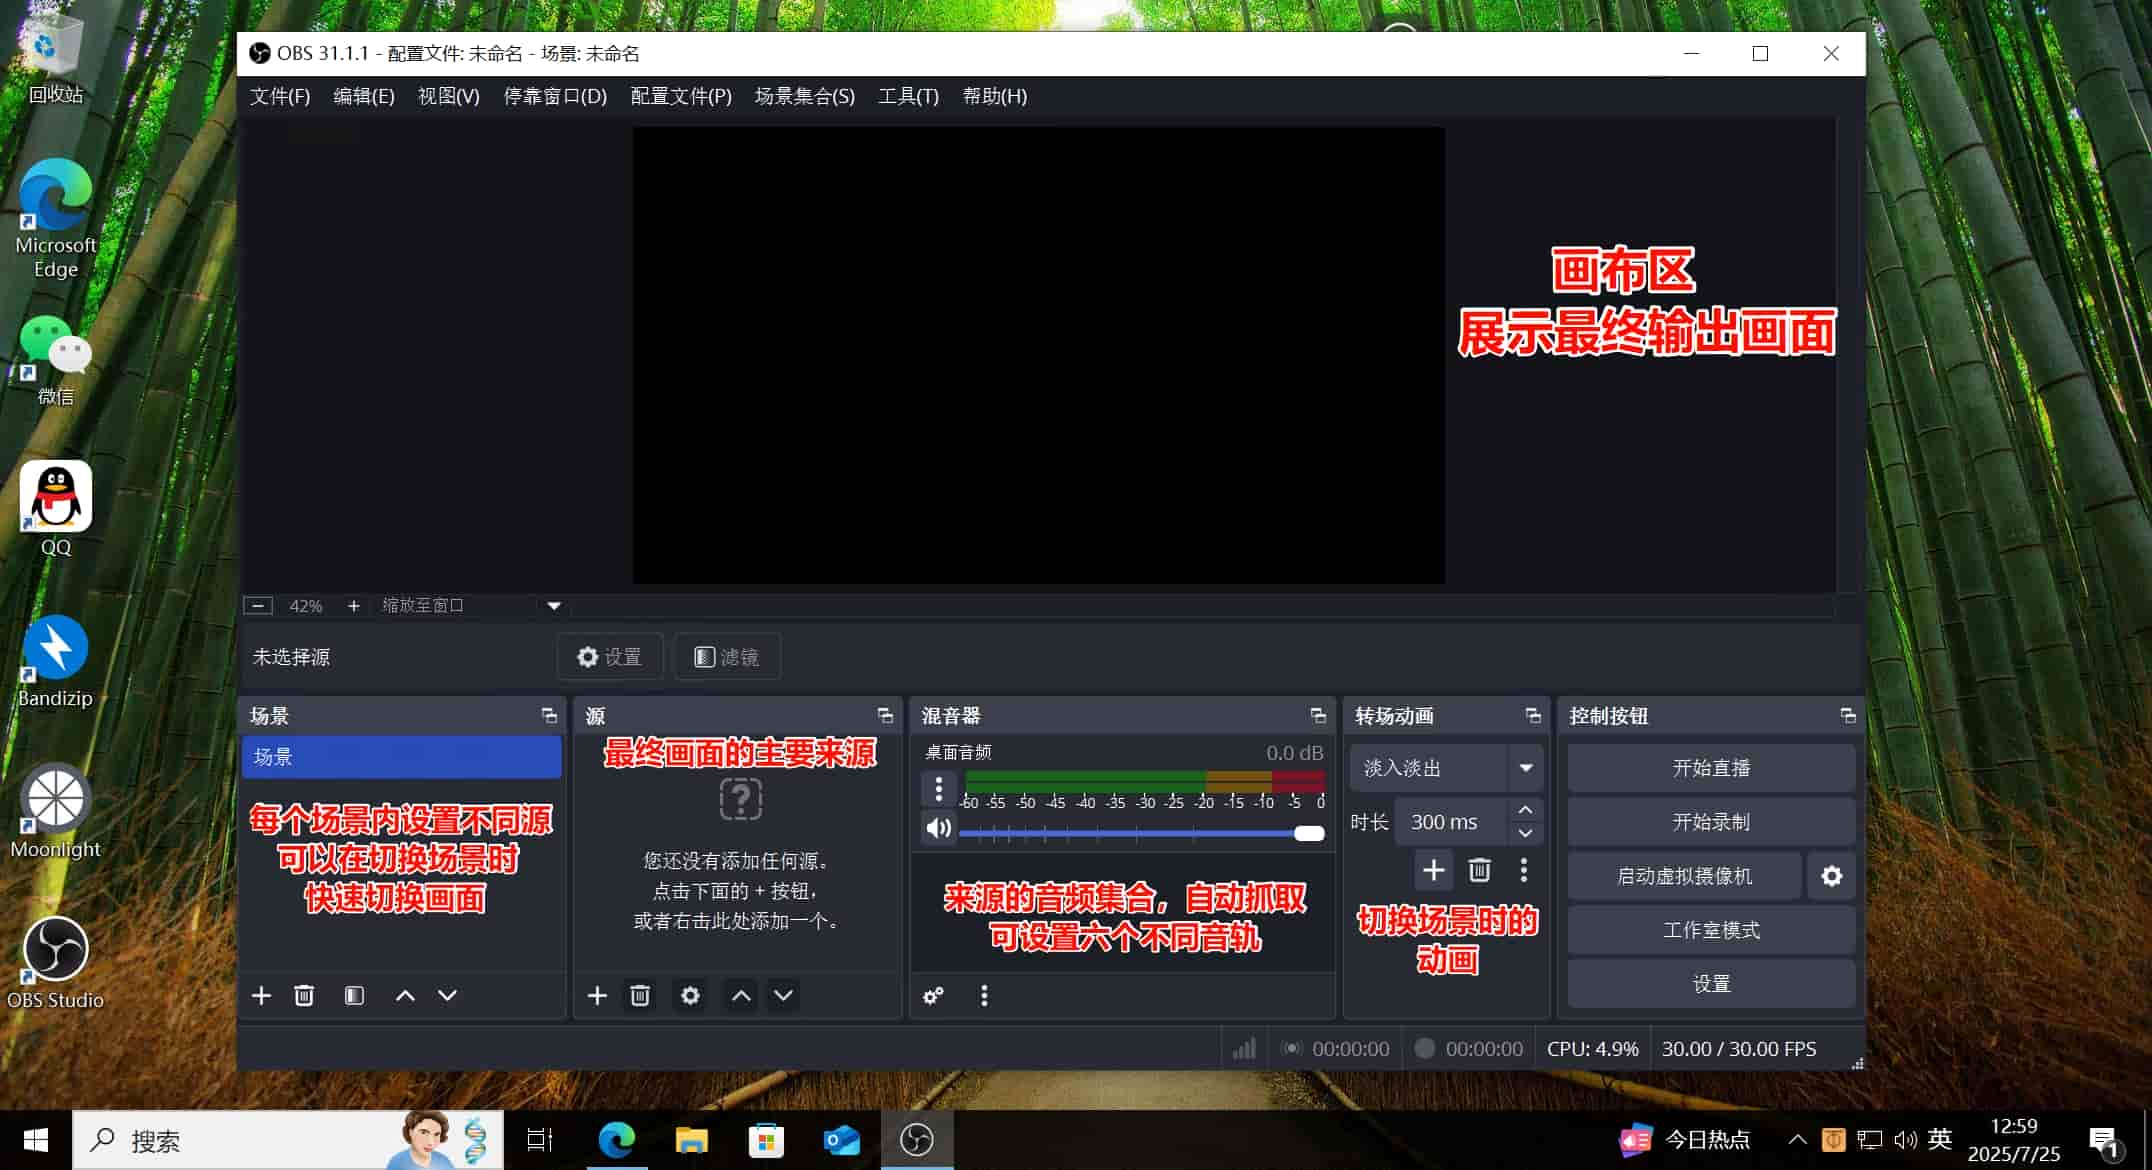 回收站
Microsoft
Edge
微信
QQ
Bandizip
Moonlight
OBS Studio
OBS 31.1.1 - 配置文件: 未命名 - 场景: 未命名
文件(F) 编辑(E) 视图(V) 停靠窗口(D) 配置文件(P) 场景集合(S) 工具(T) 帮助(H)
画布区
展示最终输出画面
42% 缩放至窗口
未选择源 设置 滤镜
场景
场景
每个场景内设置不同源
可以在切换场景时
快速切换画面
源
最终画面的主要来源
您还没有添加任何源。
点击下面的 + 按钮，
或者右击此处添加一个。
混音器
桌面音频 0.0 dB
-60 -55 -50 -45 -40 -35 -30 -25 -20 -15 -10 -5 0
来源的音频集合，自动抓取
可设置六个不同音轨
转场动画
淡入淡出
时长 300 ms
切换场景时的
动画
控制按钮
开始直播
开始录制
启动虚拟摄像机
工作室模式
设置
00:00:00 00:00:00 CPU: 4.9% 30.00 / 30.00 FPS
搜索
今日热点
英
12:59
2025/7/25
1